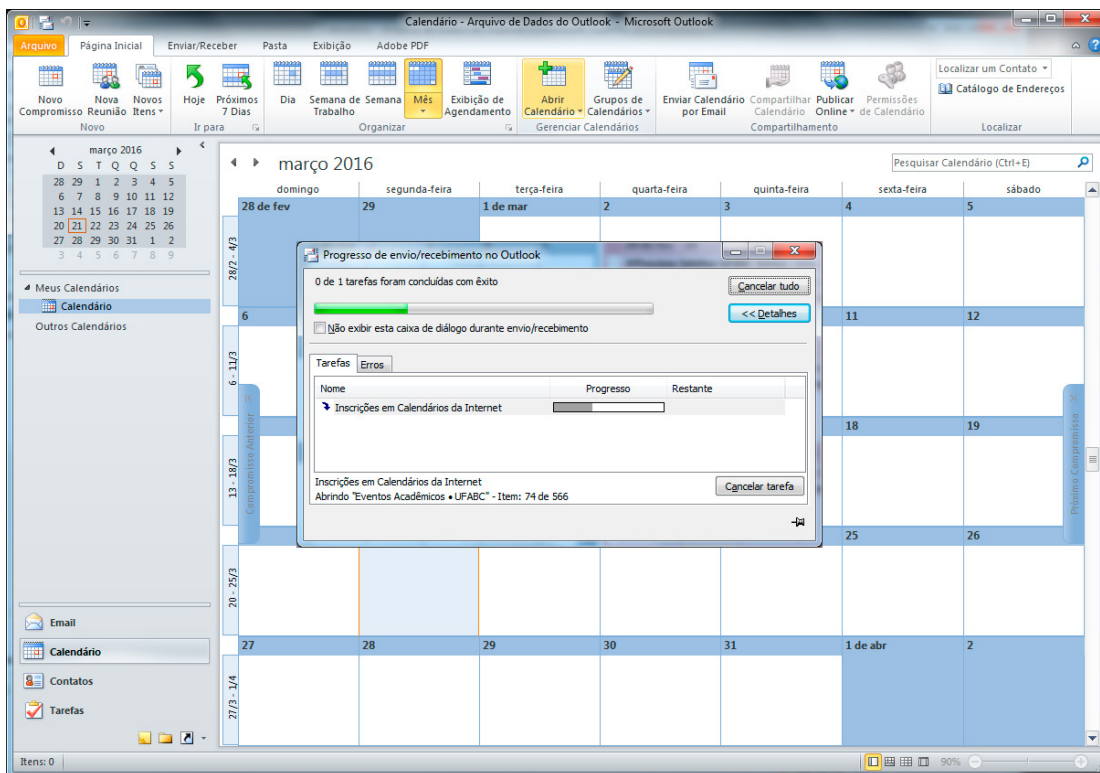 Calendário - Arquivo de Dados do Outlook - Microsoft Outlook
Arquivo Página Inicial Enviar/Receber Pasta Exibição Adobe PDF
Novo Compromisso
Nova Reunião
Novos Itens
Hoje
Próximos 7 Dias
Dia
Semana de Trabalho
Semana
Mês
Exibição de Agendamento
Abrir Calendário
Grupos de Calendários
Enviar Calendário por Email
Compartilhar Calendário
Publicar Online
Permissões de Calendário
Localizar um Contato
Catálogo de Endereços
Novo Ir para Organizar Gerenciar Calendários Compartilhamento Localizar
março 2016
D S T Q Q S S
28 29 1 2 3 4 5
6 7 8 9 10 11 12
13 14 15 16 17 18 19
20 21 22 23 24 25 26
27 28 29 30 31 1 2
3 4 5 6 7 8 9
Meus Calendários
Calendário
Outros Calendários
Email
Calendário
Contatos
Tarefas
março 2016
Pesquisar Calendário (Ctrl+E)
domingo segunda-feira terça-feira quarta-feira quinta-feira sexta-feira sábado
28 de fev 29 1 de mar 2 3 4 5
28/2 - 4/3
6 11 12
6 - 11/3
18 19
13 - 18/3
25 26
20 - 25/3
27 28 29 30 31 1 de abr 2
27/3 - 1/4
Compromisso Anterior
Próximo Compromisso
Progresso de envio/recebimento no Outlook
0 de 1 tarefas foram concluídas com êxito
Cancelar tudo
<< Detalhes
Não exibir esta caixa de diálogo durante envio/recebimento
Tarefas Erros
Nome Progresso Restante
Inscrições em Calendários da Internet
Inscrições em Calendários da Internet
Abrindo "Eventos Acadêmicos • UFABC" - Item: 74 de 566
Cancelar tarefa
Itens: 0
90%